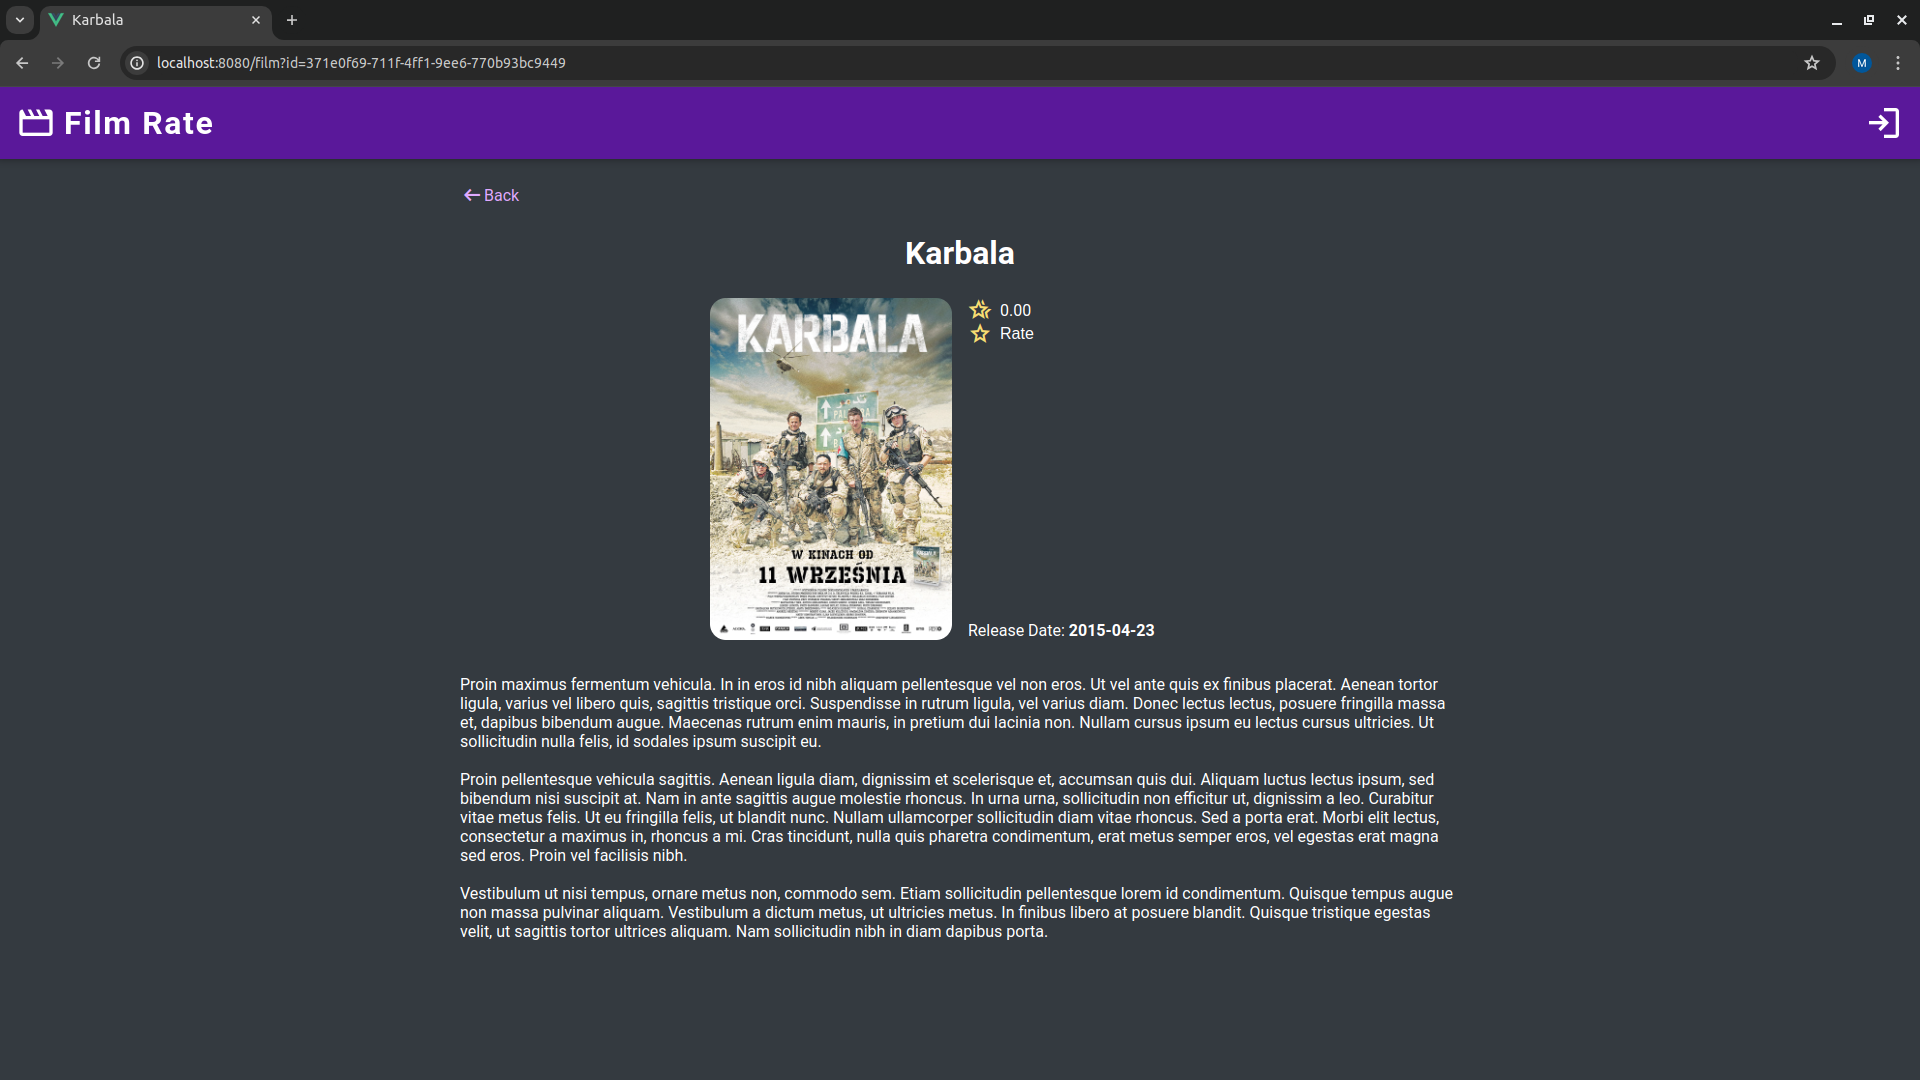 Karbala
localhost:8080/film?id=371e0f69-711f-4ff1-9ee6-770b93bc9449
M
Film Rate
Back
Karbala
KARBALA
0.00
Rate
W KINACH OD
11 WRZEŚNIA
Release Date: 2015-04-23
Proin maximus fermentum vehicula. In in eros id nibh aliquam pellentesque vel non eros. Ut vel ante quis ex finibus placerat. Aenean tortor
ligula, varius vel libero quis, sagittis tristique orci. Suspendisse in rutrum ligula, vel varius diam. Donec lectus lectus, posuere fringilla massa
et, dapibus bibendum augue. Maecenas rutrum enim mauris, in pretium dui lacinia non. Nullam cursus ipsum eu lectus cursus ultricies. Ut
sollicitudin nulla felis, id sodales ipsum suscipit eu.
Proin pellentesque vehicula sagittis. Aenean ligula diam, dignissim et scelerisque et, accumsan quis dui. Aliquam luctus lectus ipsum, sed
bibendum nisi suscipit at. Nam in ante sagittis augue molestie rhoncus. In urna urna, sollicitudin non efficitur ut, dignissim a leo. Curabitur
vitae metus felis. Ut eu fringilla felis, ut blandit nunc. Nullam ullamcorper sollicitudin diam vitae rhoncus. Sed a porta erat. Morbi elit lectus,
consectetur a maximus in, rhoncus a mi. Cras tincidunt, nulla quis pharetra condimentum, erat metus semper eros, vel egestas erat magna
sed eros. Proin vel facilisis nibh.
Vestibulum ut nisi tempus, ornare metus non, commodo sem. Etiam sollicitudin pellentesque lorem id condimentum. Quisque tempus augue
non massa pulvinar aliquam. Vestibulum a dictum metus, ut ultricies metus. In finibus libero at posuere blandit. Quisque tristique egestas
velit, ut sagittis tortor ultrices aliquam. Nam sollicitudin nibh in diam dapibus porta.